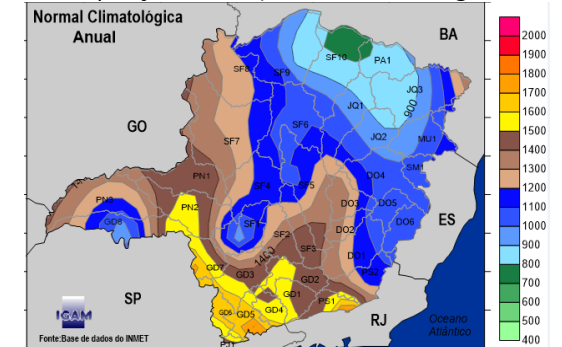 Normal Climatológica
Anual
BA
GO
ES
SP
RJ
Oceano
Atlântico
SF8
SF9
SF10
PA1
JQ3
JQ1
900
SF6
JQ2
MU1
SF7
PN1
SF4
SF5
DO4
SM1
PN3
PN2
DO3
DO5
GD8
SF1
SF2
DO2
DO6
1400
SF3
GD7
GD3
GD2
DO1
PS2
GD1
PS1
GD6
GD5
GD4
PJ1
IGAM
Fonte:Base de dados do INMET
2000
1900
1800
1700
1600
1500
1400
1300
1200
1100
1000
900
800
700
600
500
400